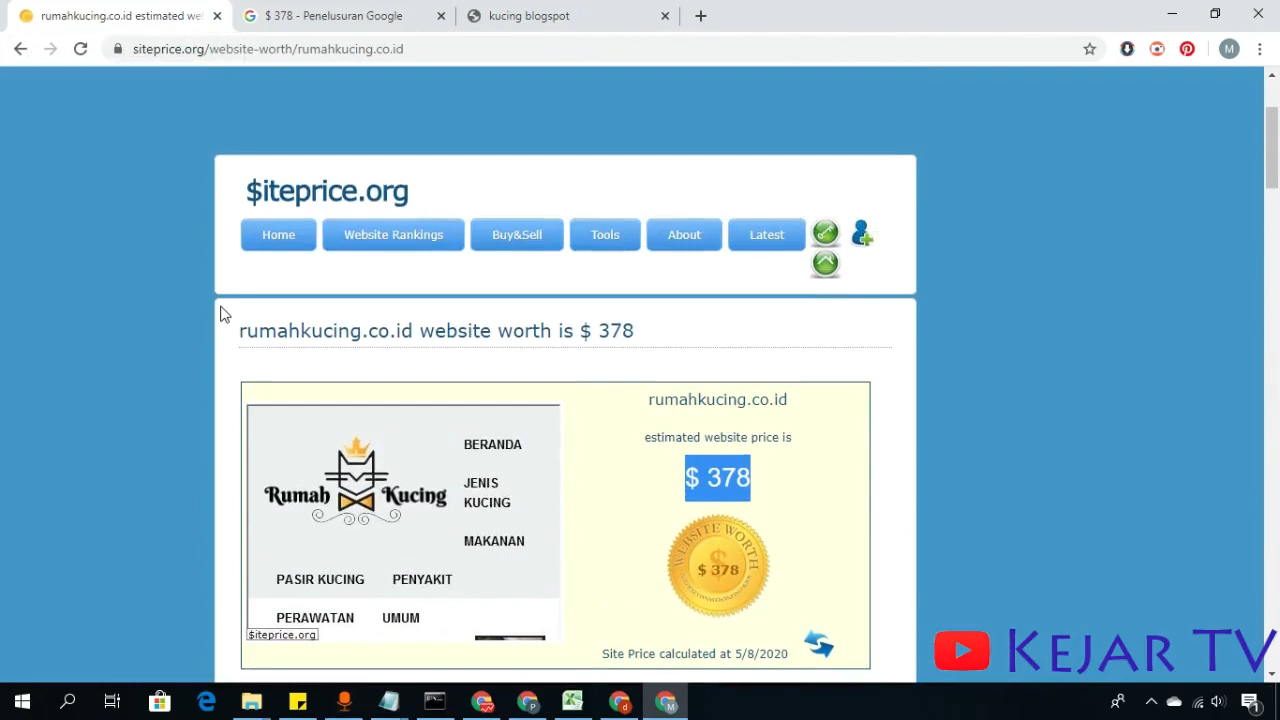 rumahkucing.co.id estimated we
$ 378 - Penelusuran Google
kucing blogspot
siteprice.org/website-worth/rumahkucing.co.id
M
$iteprice.org
Home
Website Rankings
Buy&Sell
Tools
About
Latest
rumahkucing.co.id website worth is $ 378
rumahkucing.co.id
estimated website price is
$ 378
BERANDA
JENIS
KUCING
Rumah Kucing
MAKANAN
PASIR KUCING
PENYAKIT
PERAWATAN
UMUM
$iteprice.org
WEBSITE WORTH
$ 378
Site Price calculated at 5/8/2020
KEJAR TV